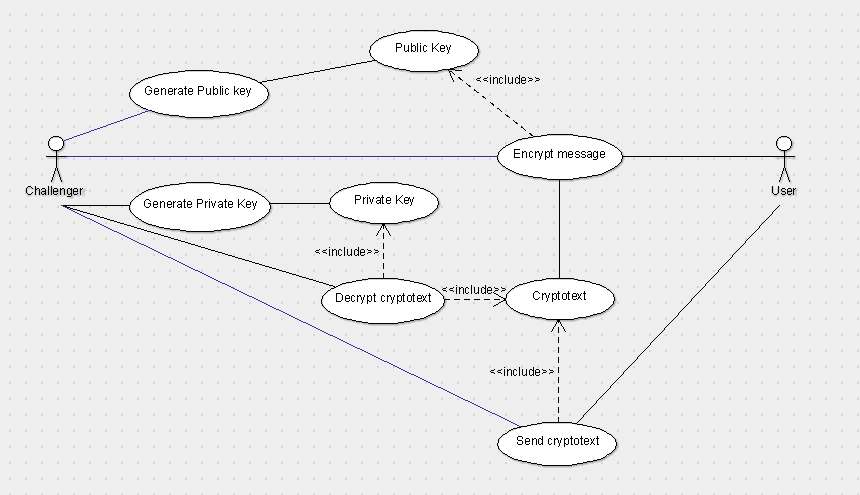 Public Key
<<include>>
Generate Public key
Encrypt message
Challenger
User
Generate Private Key
Private Key
<<include>>
Decrypt cryptotext
<<include>>
Cryptotext
<<include>>
Send cryptotext